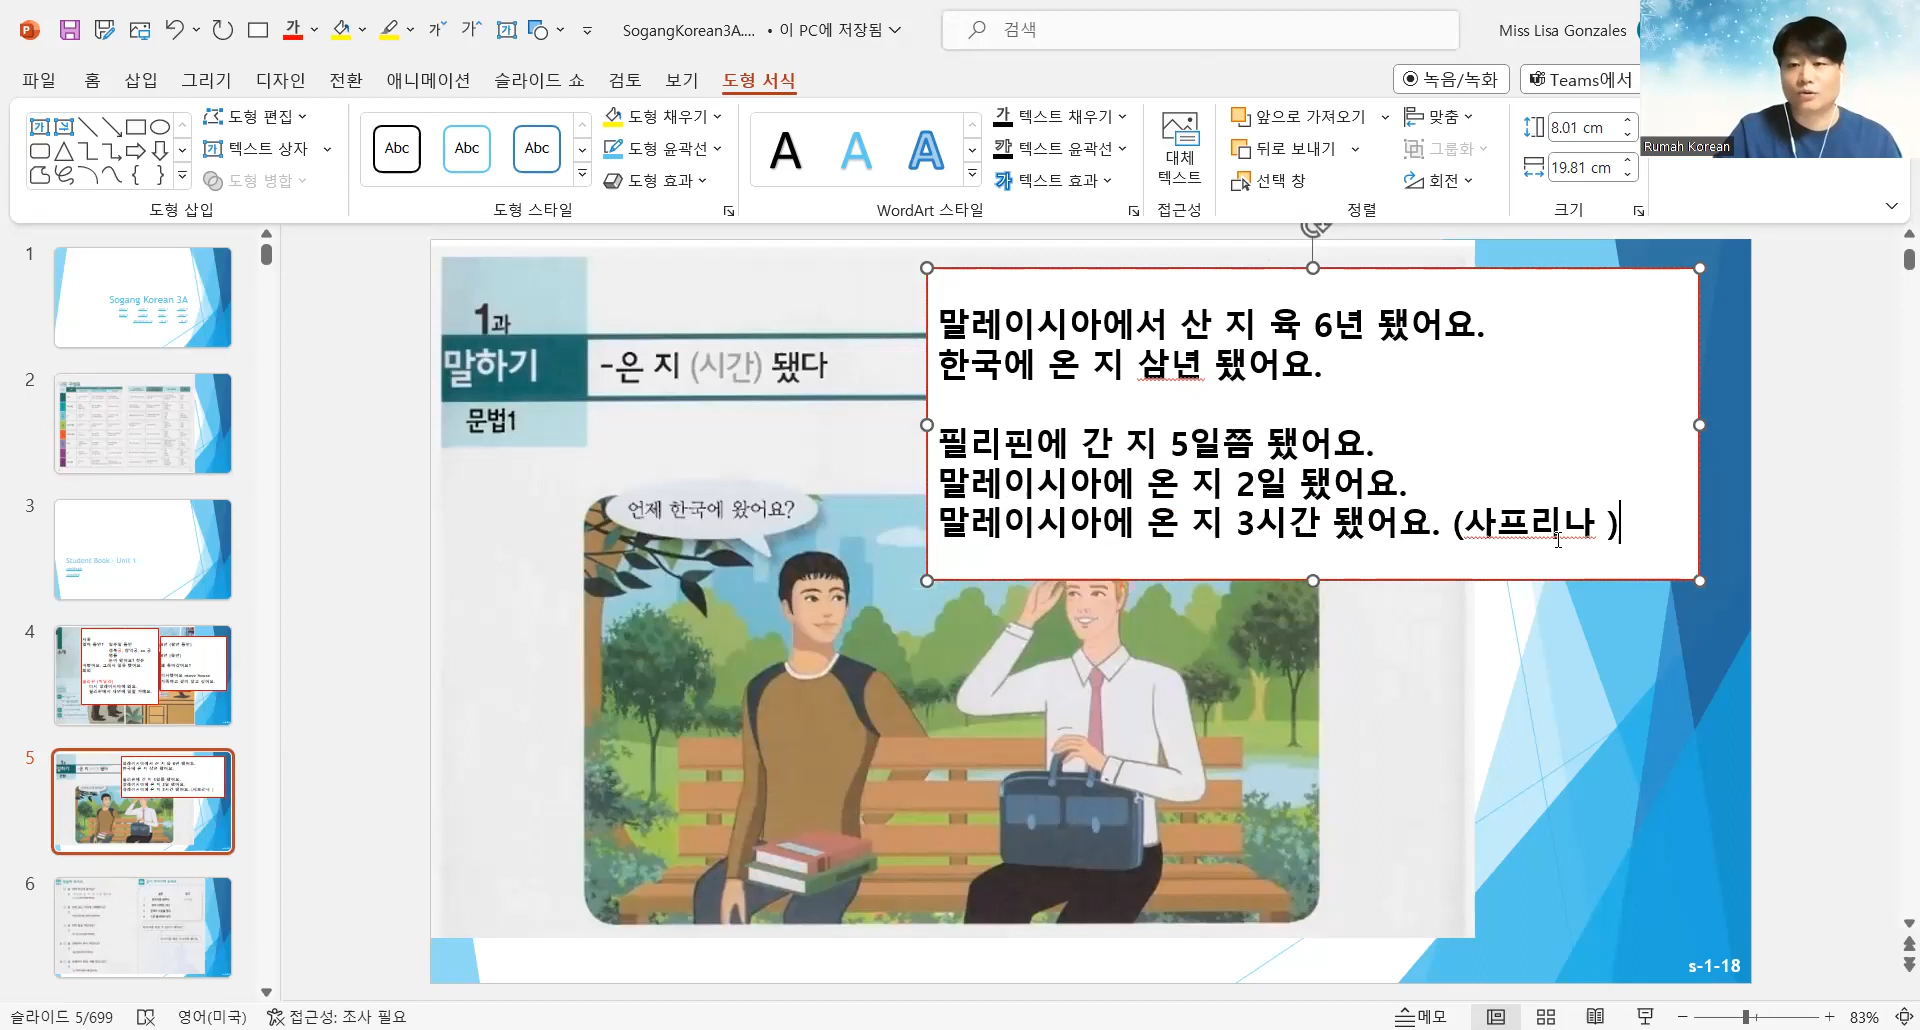 SogangKorean3A.... • 이 PC에 저장됨
검색
Miss Lisa Gonzales
파일 홈 삽입 그리기 디자인 전환 애니메이션 슬라이드 쇼 검토 보기 도형 서식
녹음/녹화
Teams에서
도형 편집
텍스트 상자
도형 병합
도형 삽입
Abc Abc Abc
도형 채우기
도형 윤곽선
도형 효과
도형 스타일
A A A
텍스트 채우기
텍스트 윤곽선
텍스트 효과
WordArt 스타일
대체
텍스트
접근성
앞으로 가져오기
뒤로 보내기
선택 창
맞춤
그룹화
회전
정렬
8.01 cm
19.81 cm
크기
Rumah Korean
1
Sogang Korean 3A
2
3
Student Book - Unit 1
4
5
6
1과
말하기
문법1
-은 지 (시간) 됐다
말레이시아에서 산 지 육 6년 됐어요.
한국에 온 지 삼년 됐어요.
필리핀에 간 지 5일쯤 됐어요.
말레이시아에 온 지 2일 됐어요.
말레이시아에 온 지 3시간 됐어요. (사프리나 )
언제 한국에 왔어요?
s-1-18
슬라이드 5/699
영어(미국)
접근성: 조사 필요
메모
83%